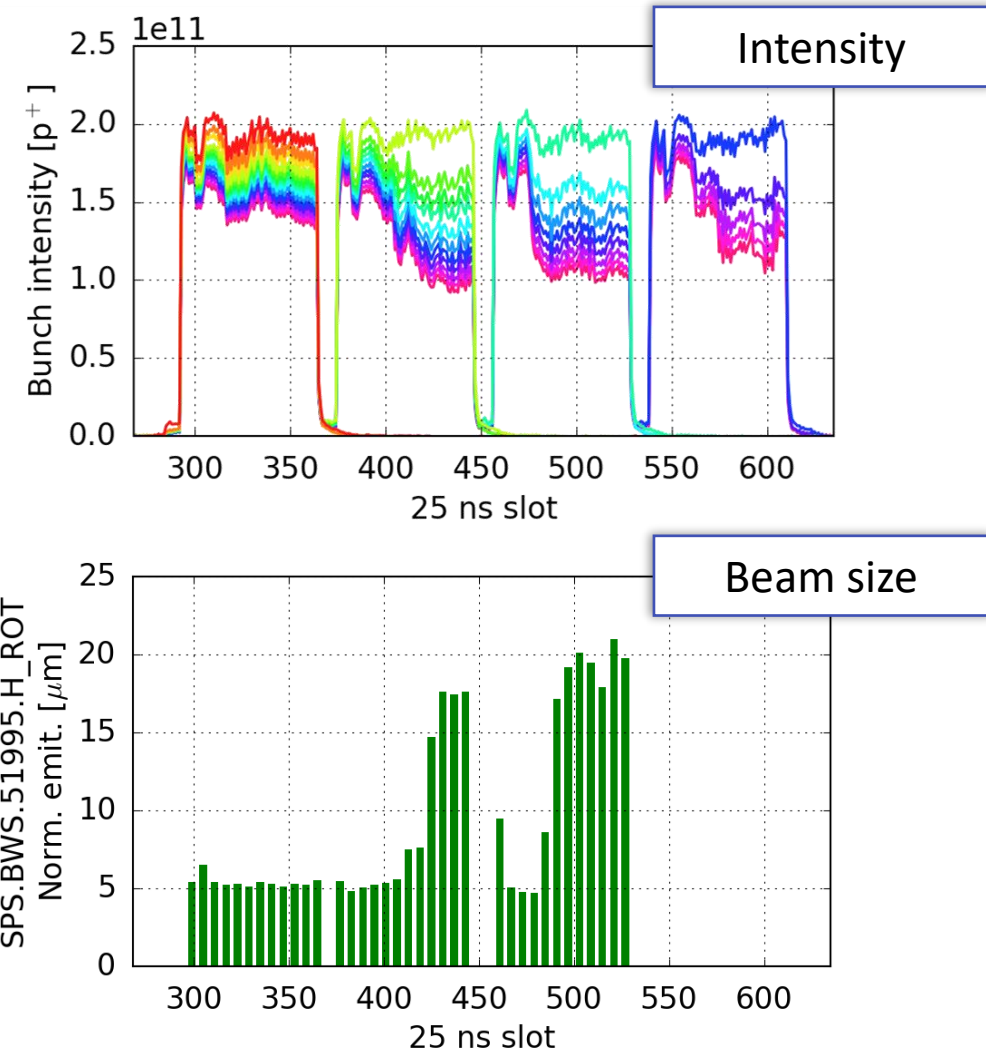 1e11
Intensity
2.5
2.0
1.5
1.0
0.5
0.0
Bunch intensity [p⁺]
300 350 400 450 500 550 600
25 ns slot
Beam size
25
20
15
10
5
0
SPS.BWS.51995.H_ROT
Norm. emit. [μm]
300 350 400 450 500 550 600
25 ns slot